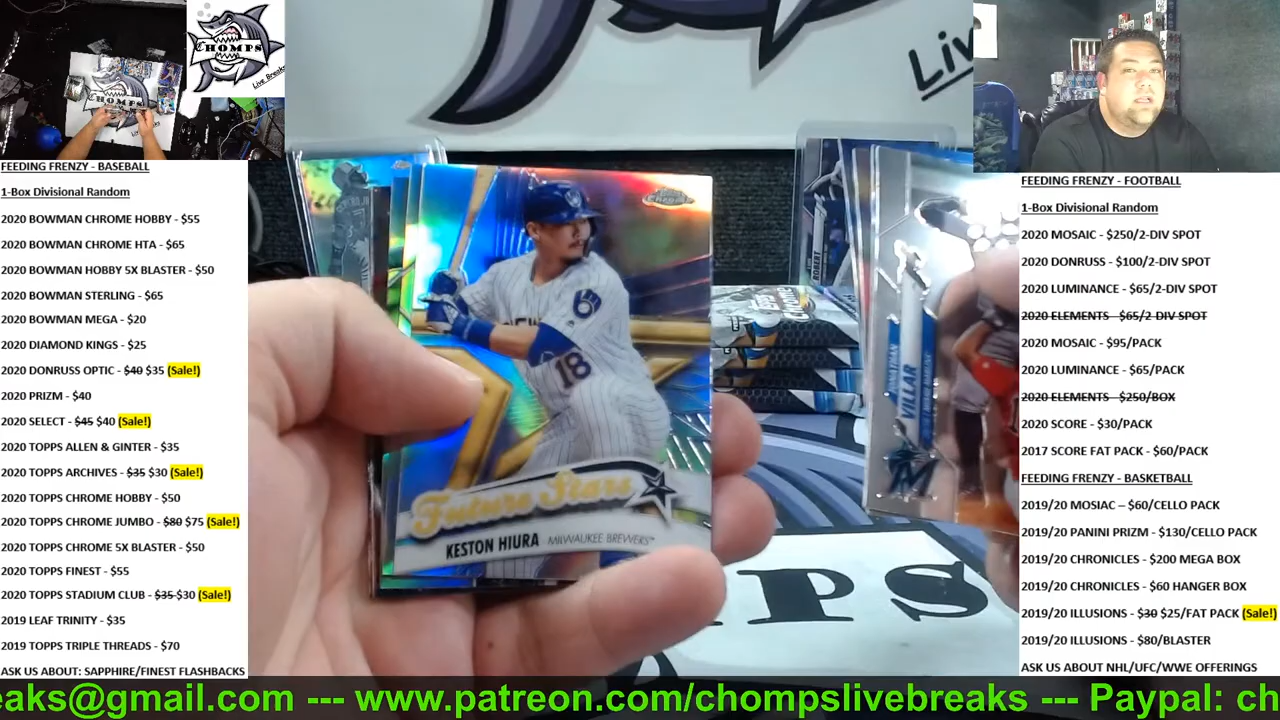 CHOMPS
Live Breaks
Live
FEEDING FRENZY - BASEBALL
1-Box Divisional Random
2020 BOWMAN CHROME HOBBY - $55
2020 BOWMAN CHROME HTA - $65
2020 BOWMAN HOBBY 5X BLASTER - $50
2020 BOWMAN STERLING - $65
2020 BOWMAN MEGA - $20
2020 DIAMOND KINGS - $25
2020 DONRUSS OPTIC - $40 $35 (Sale!)
2020 PRIZM - $40
2020 SELECT - $45 $40 (Sale!)
2020 TOPPS ALLEN & GINTER - $35
2020 TOPPS ARCHIVES - $35 $30 (Sale!)
2020 TOPPS CHROME HOBBY - $50
2020 TOPPS CHROME JUMBO - $80 $75 (Sale!)
2020 TOPPS CHROME 5X BLASTER - $50
2020 TOPPS FINEST - $55
2020 TOPPS STADIUM CLUB - $35 $30 (Sale!)
2019 LEAF TRINITY - $35
2019 TOPPS TRIPLE THREADS - $70
ASK US ABOUT: SAPPHIRE/FINEST FLASHBACKS
18
Future Stars
KESTON HIURA MILWAUKEE BREWERS™
ROBERT
JONATHAN
VILLAR
MPS
FEEDING FRENZY - FOOTBALL
1-Box Divisional Random
2020 MOSAIC - $250/2-DIV SPOT
2020 DONRUSS - $100/2-DIV SPOT
2020 LUMINANCE - $65/2-DIV SPOT
2020 ELEMENTS - $65/2-DIV SPOT
2020 MOSAIC - $95/PACK
2020 LUMINANCE - $65/PACK
2020 ELEMENTS - $250/BOX
2020 SCORE - $30/PACK
2017 SCORE FAT PACK - $60/PACK
FEEDING FRENZY - BASKETBALL
2019/20 MOSIAC – $60/CELLO PACK
2019/20 PANINI PRIZM - $130/CELLO PACK
2019/20 CHRONICLES - $200 MEGA BOX
2019/20 CHRONICLES - $60 HANGER BOX
2019/20 ILLUSIONS - $30 $25/FAT PACK (Sale!)
2019/20 ILLUSIONS - $80/BLASTER
ASK US ABOUT NHL/UFC/WWE OFFERINGS
eaks@gmail.com --- www.patreon.com/chompslivebreaks --- Paypal: ch